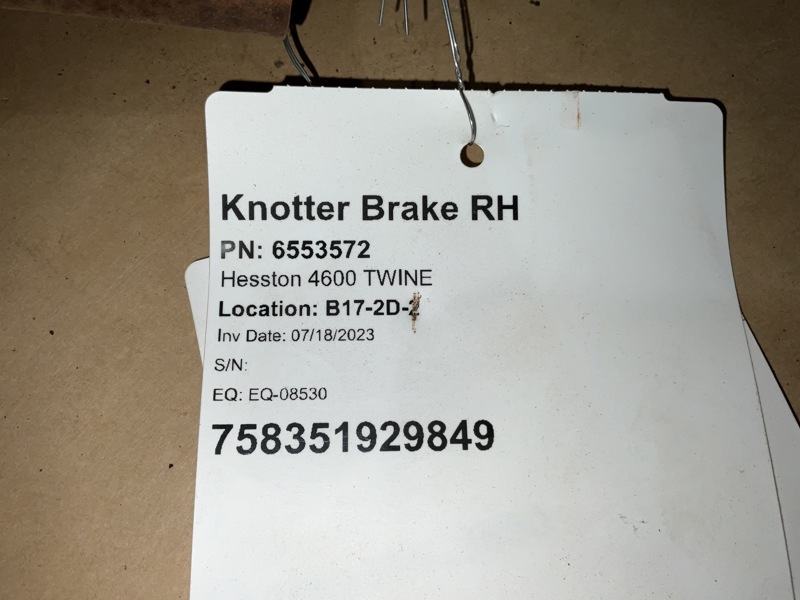 Knotter Brake RH
PN: 6553572
Hesston 4600 TWINE
Location: B17-2D-2
Inv Date: 07/18/2023
S/N:
EQ: EQ-08530
758351929849